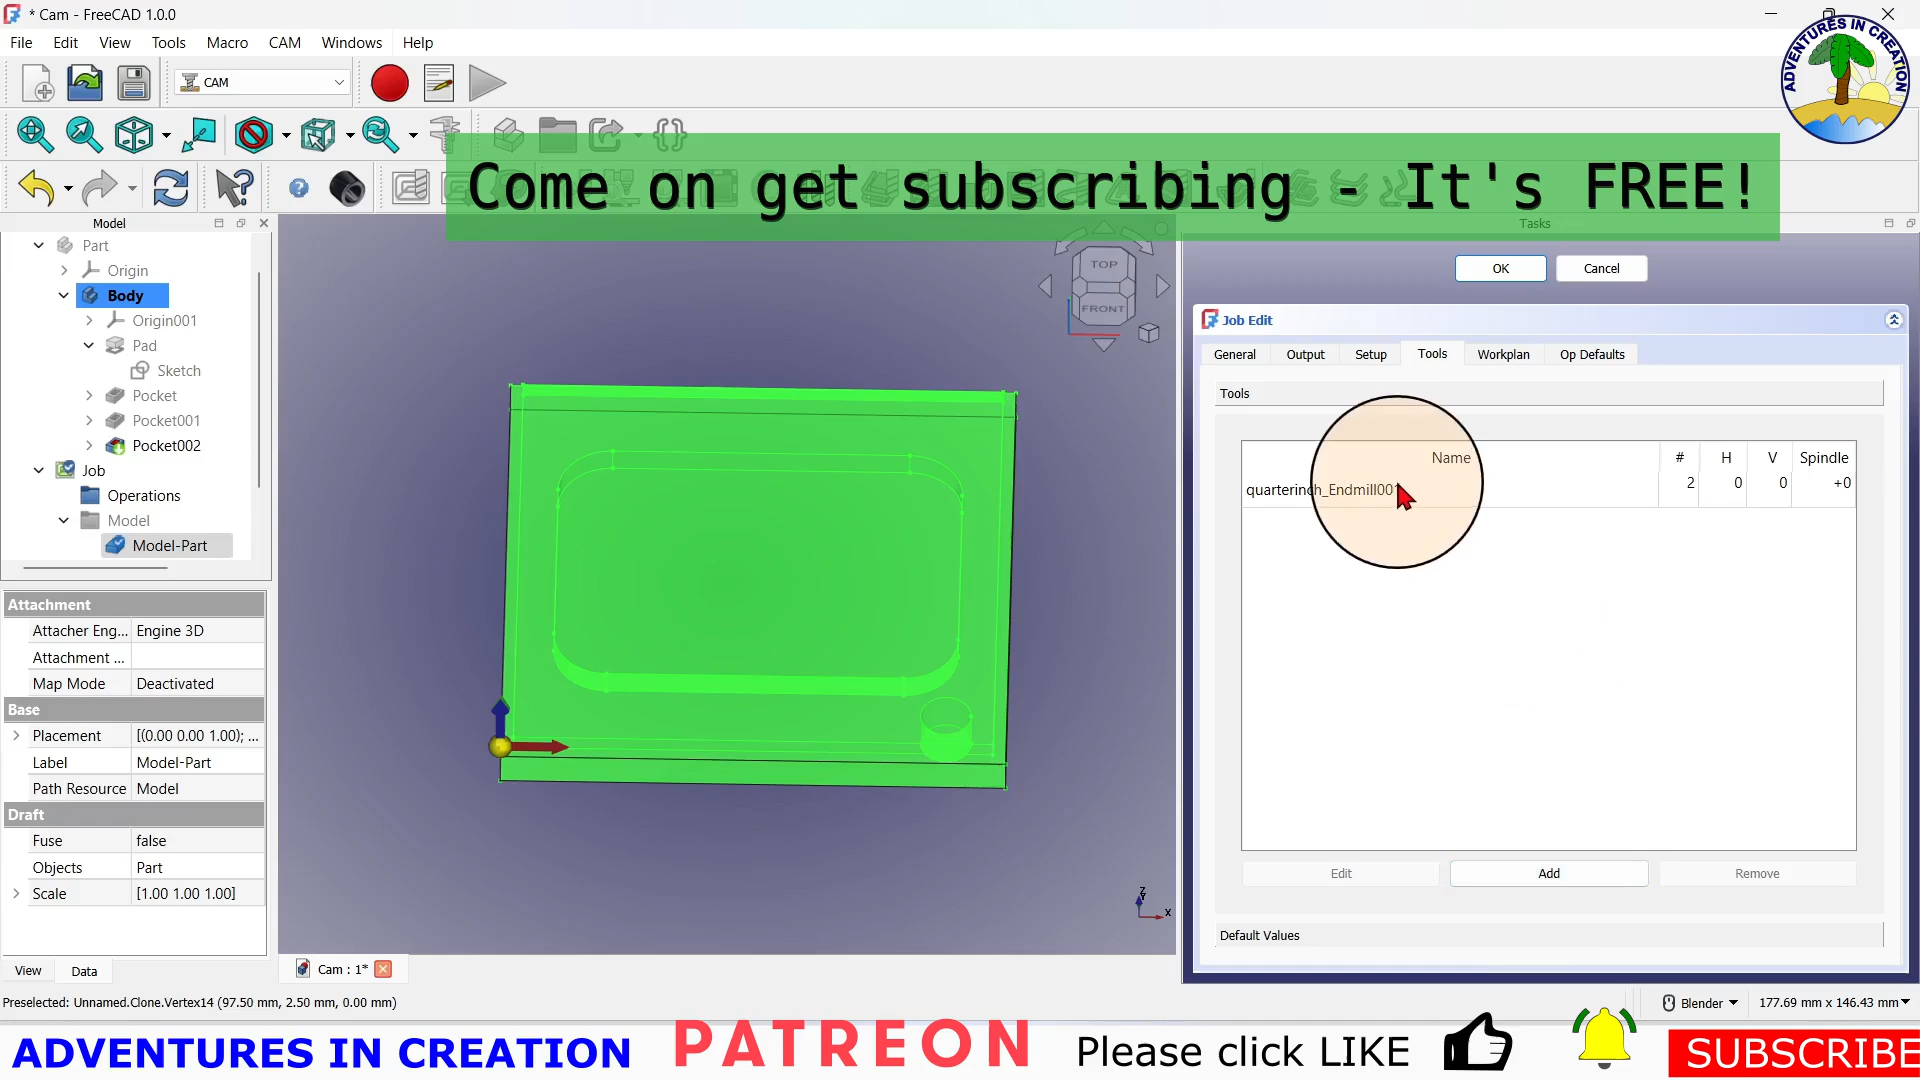 * Cam - FreeCAD 1.0.0
ADVENTURES IN CREATION
File Edit View Tools Macro CAM Windows Help
CAM
Come on get subscribing - It's FREE!
Model
Tasks
Part
Origin
Body
Origin001
Pad
Sketch
Pocket
Pocket001
Pocket002
Job
Operations
Model
Model-Part
TOP
FRONT
OK Cancel
Job Edit
General Output Setup Tools Workplan Op Defaults
Tools
Name # H V Spindle
quarterinch_Endmill001 2 0 0 +0
Edit Add Remove
Default Values
Attachment
Attacher Eng... Engine 3D
Attachment ...
Map Mode Deactivated
Base
Placement [(0.00 0.00 1.00); ...
Label Model-Part
Path Resource Model
Draft
Fuse false
Objects Part
Scale [1.00 1.00 1.00]
Z
Y
X
View Data
Cam : 1*
Preselected: Unnamed.Clone.Vertex14 (97.50 mm, 2.50 mm, 0.00 mm)
Blender 177.69 mm x 146.43 mm
ADVENTURES IN CREATION PATREON Please click LIKE SUBSCRIBE